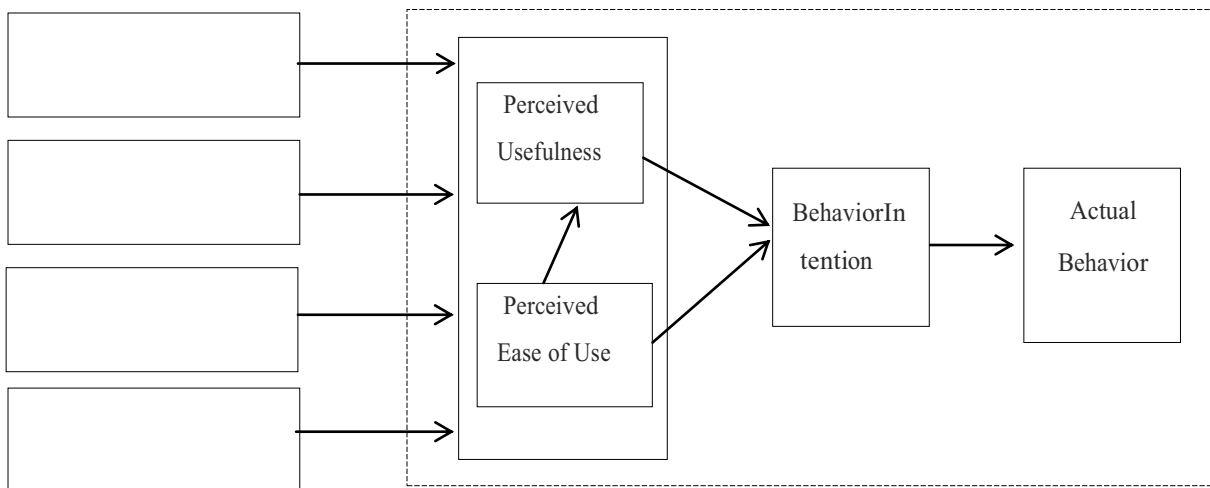 Perceived
Usefulness
Perceived
Ease of Use
BehaviorIn
tention
Actual
Behavior